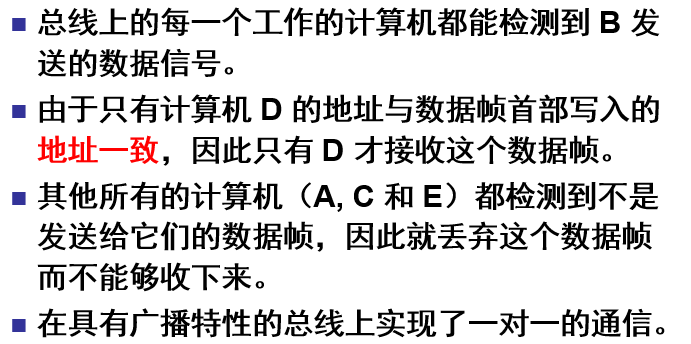 ■ 总线上的每一个工作的计算机都能检测到 B 发
送的数据信号。
■ 由于只有计算机 D 的地址与数据帧首部写入的
地址一致，因此只有 D 才接收这个数据帧。
■ 其他所有的计算机（A, C 和 E）都检测到不是
发送给它们的数据帧，因此就丢弃这个数据帧
而不能够收下来。
■ 在具有广播特性的总线上实现了一对一的通信。